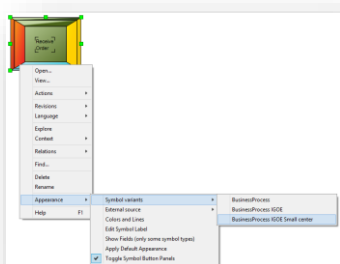 Receive
Order
Open...
View...
Actions
Revisions
Language
Explore
Context
Relations
Find...
Delete
Rename
Appearance
Help F1
Symbol variants
External source
Colors and Lines
Edit Symbol Label
Show Fields (only some symbol types)
Apply Default Appearance
Toggle Symbol Button Panels
BusinessProcess
BusinessProcess IGOE
BusinessProcess IGOE Small center